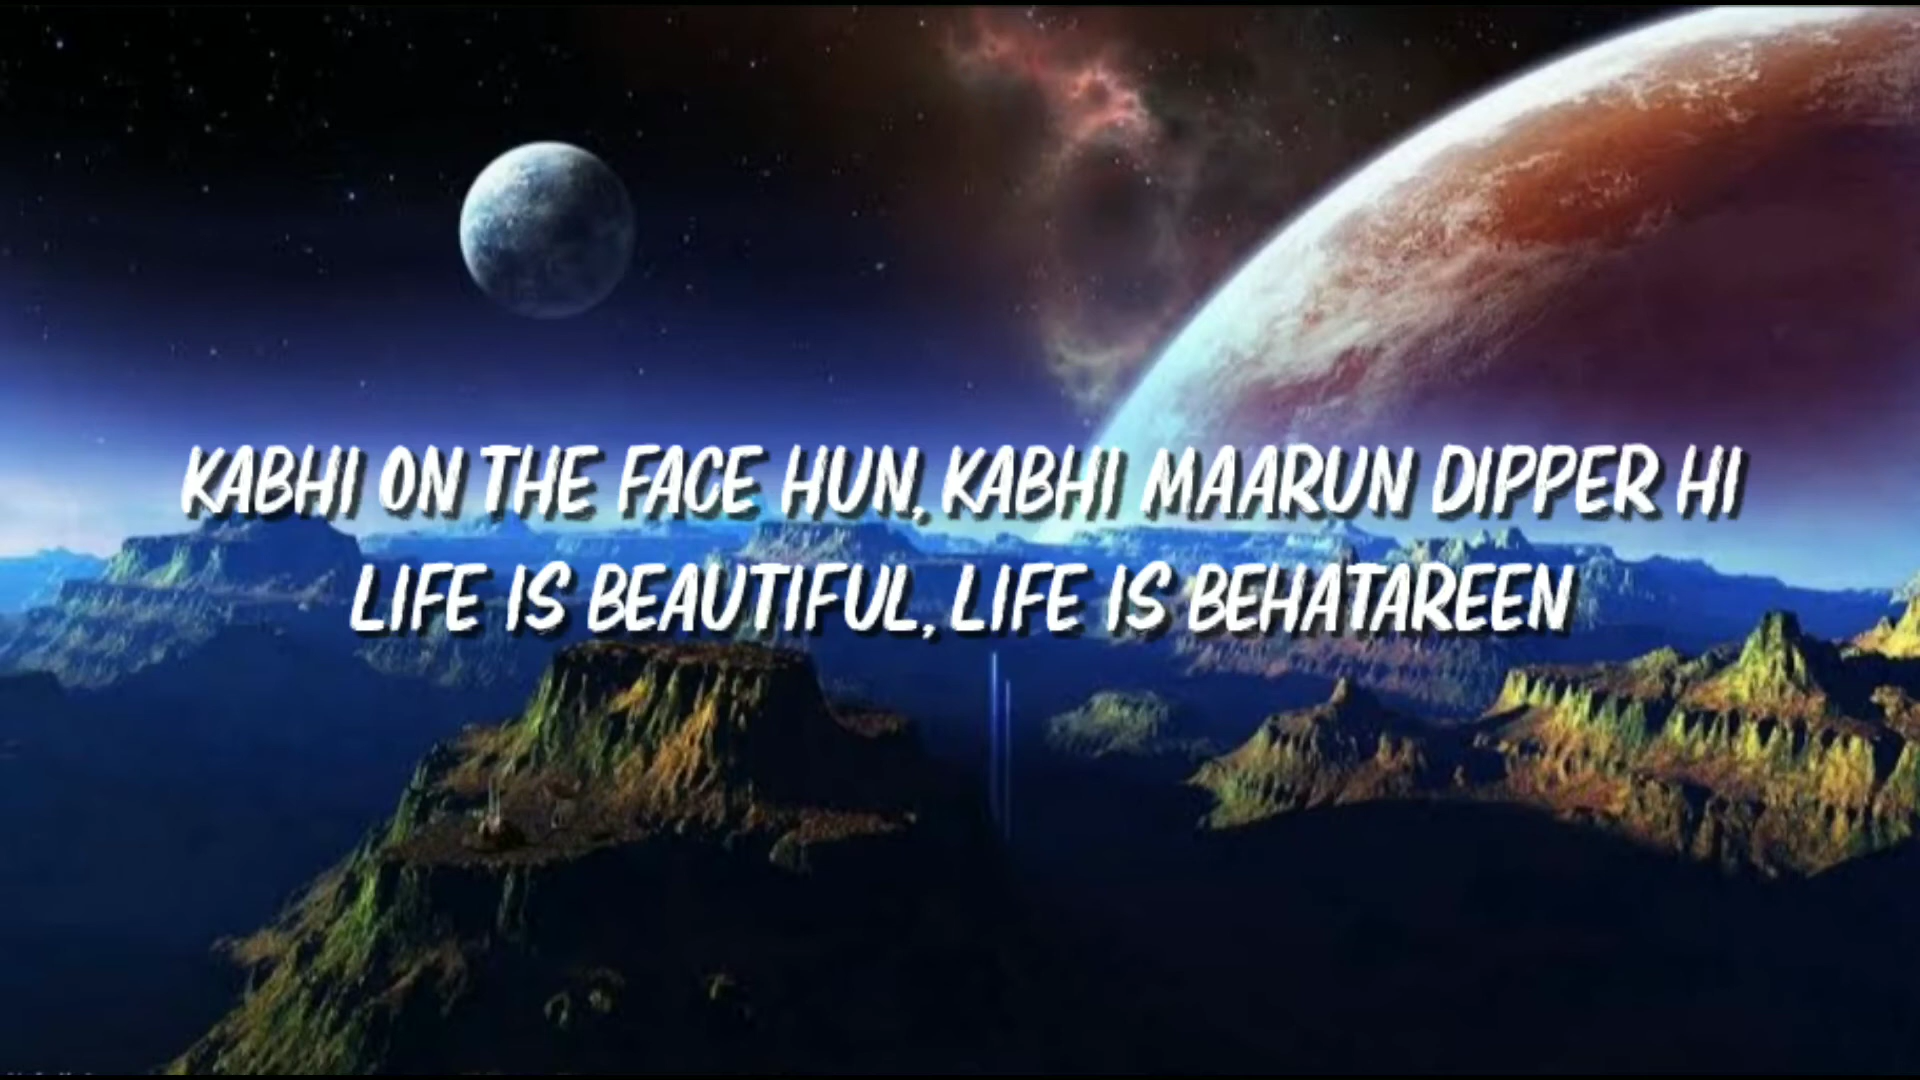 KABHI ON THE FACE HUN, KABHI MAARUN DIPPER HI
LIFE IS BEAUTIFUL, LIFE IS BEHATAREEN